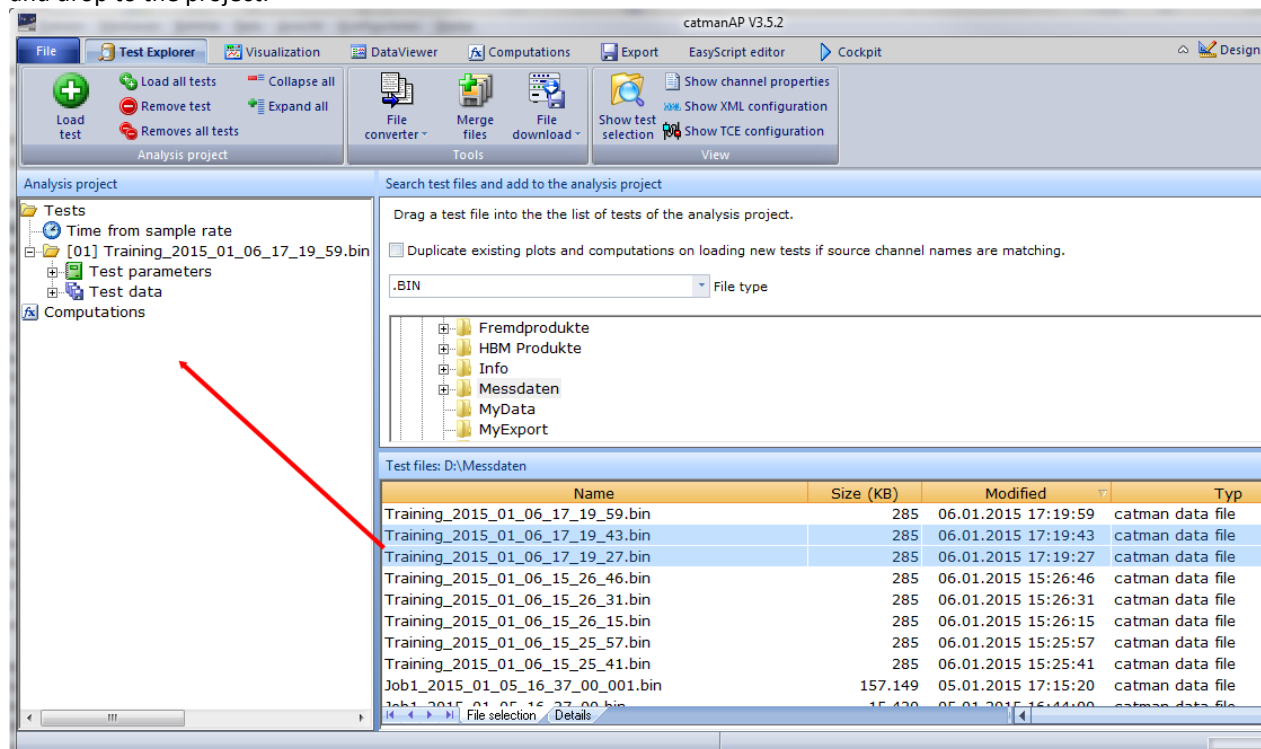 and drop to the project.
catmanAP V3.5.2
File Test Explorer Visualization DataViewer Computations Export EasyScript editor Cockpit Design
Load test
Load all tests
Remove test
Removes all tests
Collapse all
Expand all
Analysis project
File converter
Merge files
File download
Tools
Show test selection
Show channel properties
Show XML configuration
Show TCE configuration
View
Analysis project
Tests
Time from sample rate
[01] Training_2015_01_06_17_19_59.bin
Test parameters
Test data
Computations
Search test files and add to the analysis project
Drag a test file into the the list of tests of the analysis project.
Duplicate existing plots and computations on loading new tests if source channel names are matching.
.BIN File type
Fremdprodukte
HBM Produkte
Info
Messdaten
MyData
MyExport
Test files: D:\Messdaten
Name Size (KB) Modified Typ
Training_2015_01_06_17_19_59.bin 285 06.01.2015 17:19:59 catman data file
Training_2015_01_06_17_19_43.bin 285 06.01.2015 17:19:43 catman data file
Training_2015_01_06_17_19_27.bin 285 06.01.2015 17:19:27 catman data file
Training_2015_01_06_15_26_46.bin 285 06.01.2015 15:26:46 catman data file
Training_2015_01_06_15_26_31.bin 285 06.01.2015 15:26:31 catman data file
Training_2015_01_06_15_26_15.bin 285 06.01.2015 15:26:15 catman data file
Training_2015_01_06_15_25_57.bin 285 06.01.2015 15:25:57 catman data file
Training_2015_01_06_15_25_41.bin 285 06.01.2015 15:25:41 catman data file
Job1_2015_01_05_16_37_00_001.bin 157.149 05.01.2015 17:15:20 catman data file
File selection Details